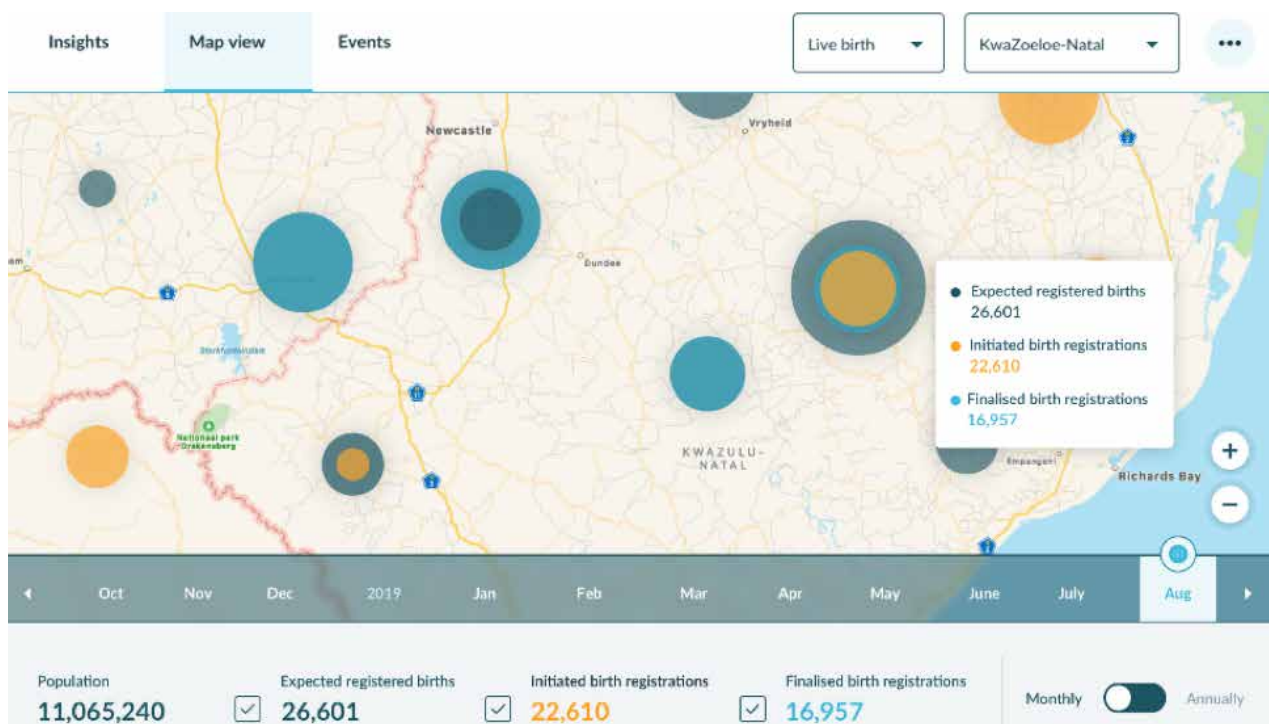 Insights Map view Events Live birth KwaZoeloe-Natal
Newcastle
Vryheid
Dundee
Expected registered births
26,601
Initiated birth registrations
22,610
Finalised birth registrations
16,957
Nationaal park
Drakensberg
KWAZULU-
NATAL
Empangeni
Richards Bay
Oct Nov Dec 2019 Jan Feb Mar Apr May June July Aug
Population Expected registered births Initiated birth registrations Finalised birth registrations
11,065,240 26,601 22,610 16,957
Monthly Annually